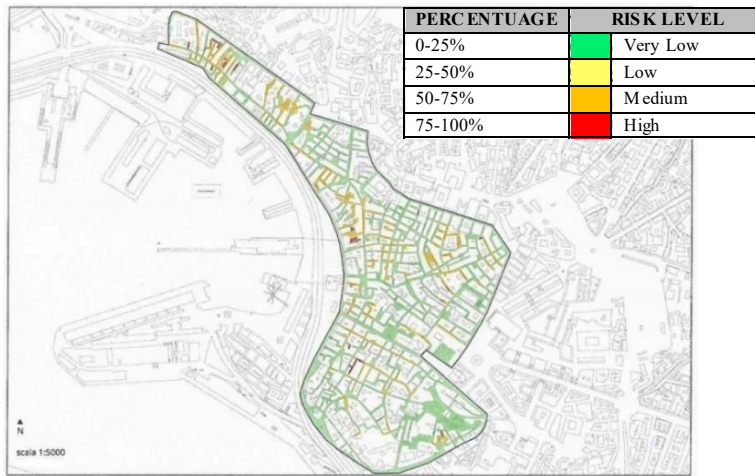 PERCENTUAGE RISK LEVEL
0-25% Very Low
25-50% Low
50-75% Medium
75-100% High
N
scala 1:5000